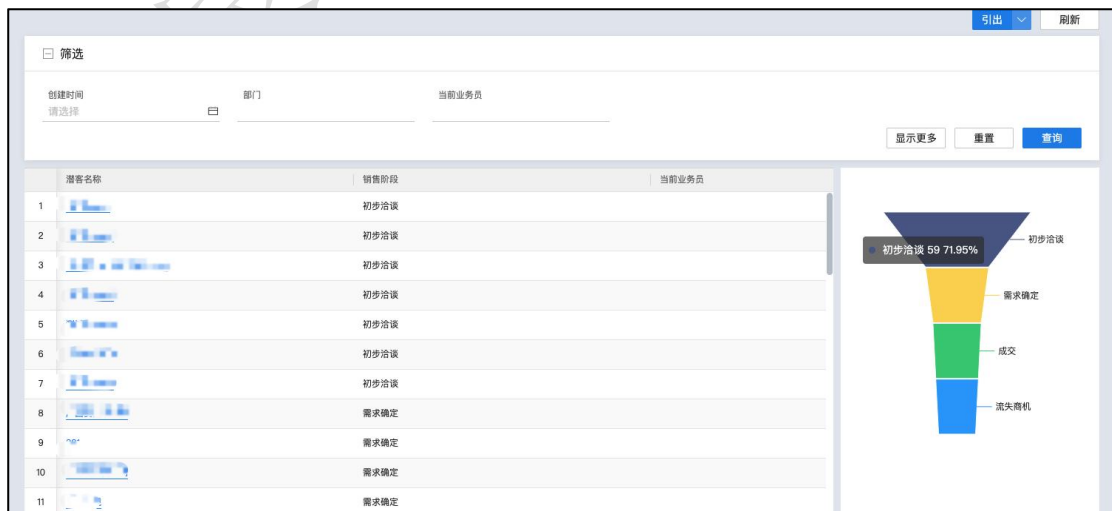 引出 刷新
筛选
创建时间 部门 当前业务员
请选择
显示更多 重置 查询
潜客名称 销售阶段 当前业务员
1 初步洽谈
2 初步洽谈
3 初步洽谈
4 初步洽谈
5 初步洽谈
6 初步洽谈
7 初步洽谈
8 需求确定
9 需求确定
10 需求确定
11 需求确定
初步洽谈
初步洽谈 59 71.95%
需求确定
成交
流失商机